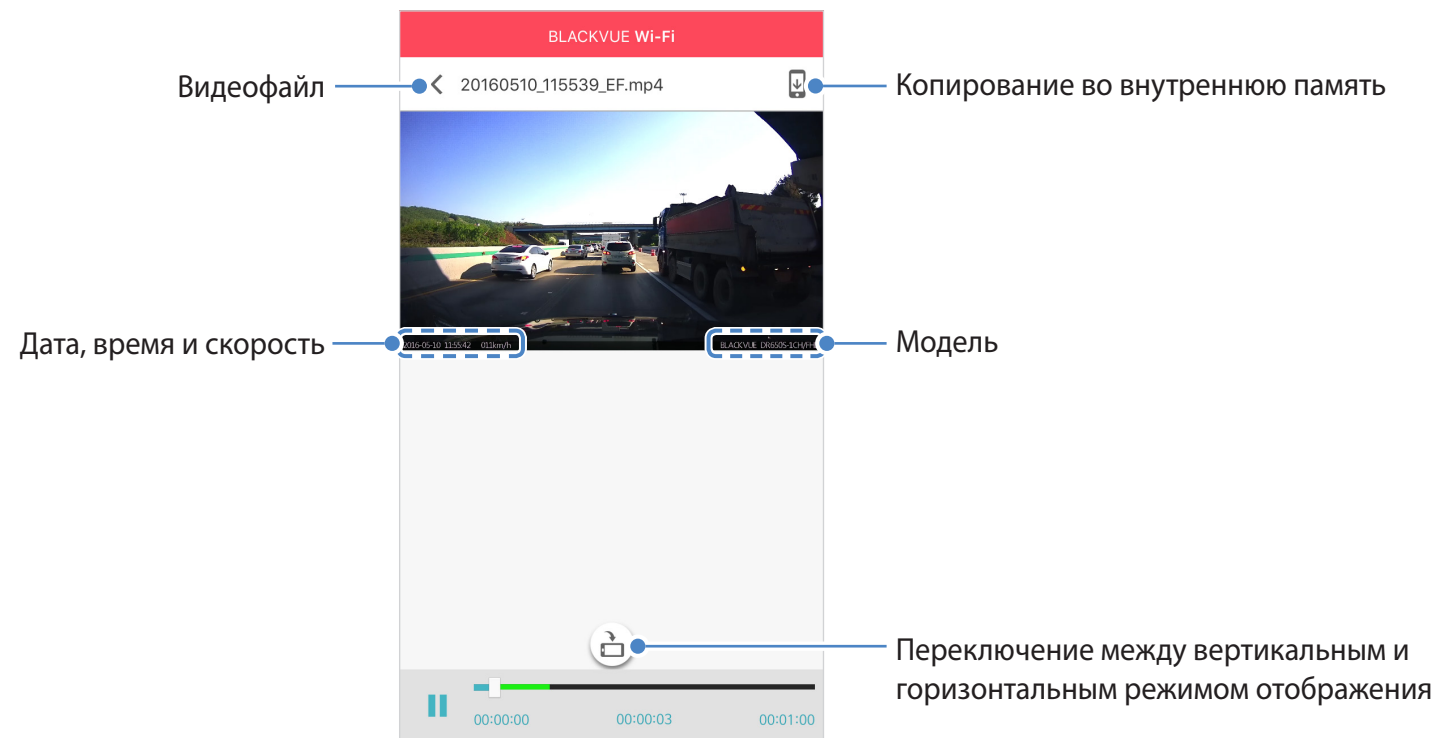 BLACKVUE Wi-Fi
Видеофайл
20160510_115539_EF.mp4
Копирование во внутреннюю память
Дата, время и скорость
2016-05-10 11:55:42 011km/h
BLACKVUE DR650S-1CH/FH
Модель
Переключение между вертикальным и
горизонтальным режимом отображения
00:00:00 00:00:03 00:01:00